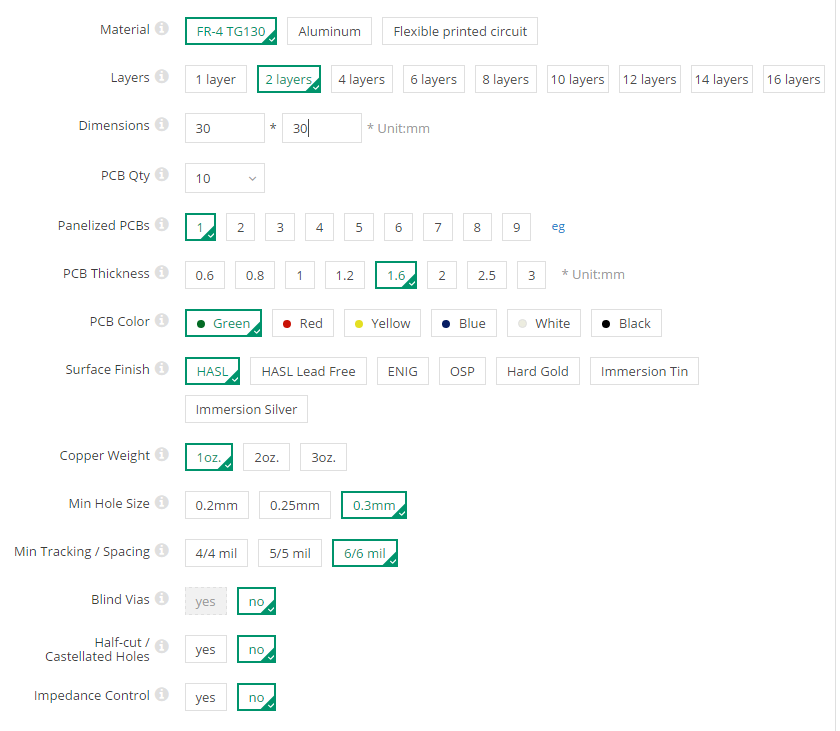 Material FR-4 TG130 Aluminum Flexible printed circuit
Layers 1 layer 2 layers 4 layers 6 layers 8 layers 10 layers 12 layers 14 layers 16 layers
Dimensions 30 * 30 * Unit:mm
PCB Qty 10
Panelized PCBs 1 2 3 4 5 6 7 8 9 eg
PCB Thickness 0.6 0.8 1 1.2 1.6 2 2.5 3 * Unit:mm
PCB Color Green Red Yellow Blue White Black
Surface Finish HASL HASL Lead Free ENIG OSP Hard Gold Immersion Tin
Immersion Silver
Copper Weight 1oz. 2oz. 3oz.
Min Hole Size 0.2mm 0.25mm 0.3mm
Min Tracking / Spacing 4/4 mil 5/5 mil 6/6 mil
Blind Vias yes no
Half-cut /
Castellated Holes yes no
Impedance Control yes no